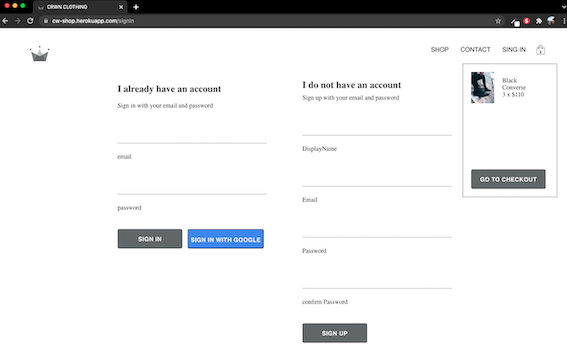 CRWN CLOTHING
cw-shop.herokuapp.com/signin
SHOP CONTACT SING IN
3
I already have an account
Sign in with your email and password
email
password
SIGN IN SIGN IN WITH GOOGLE
I do not have an account
Sign up with your email and password
DisplayName
Email
Password
confirm Password
SIGN UP
Black
Converse
3 x $110
GO TO CHECKOUT